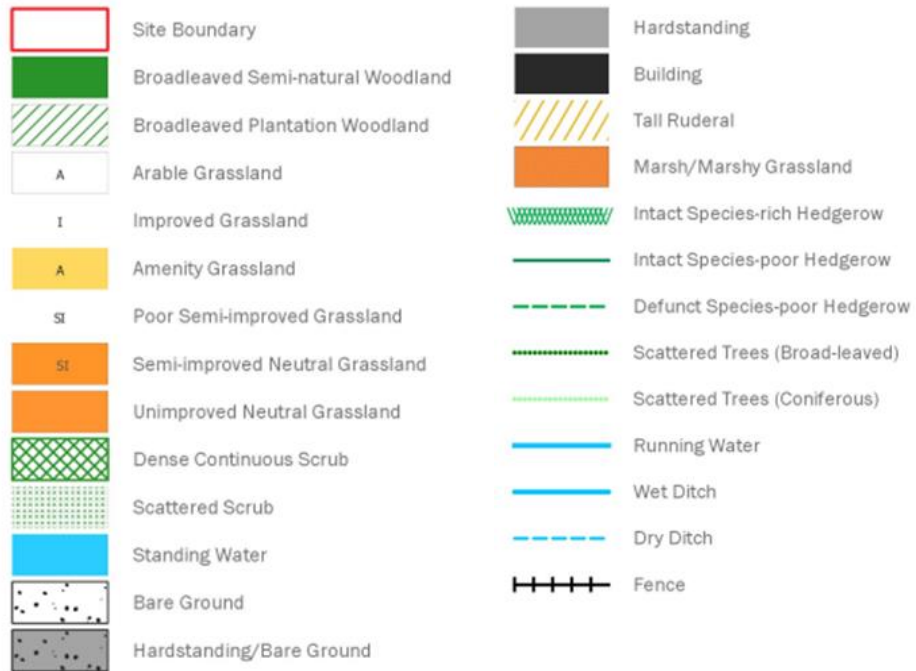 Site Boundary
Broadleaved Semi-natural Woodland
Broadleaved Plantation Woodland
A Arable Grassland
I Improved Grassland
A Amenity Grassland
SI Poor Semi-improved Grassland
SI Semi-improved Neutral Grassland
Unimproved Neutral Grassland
Dense Continuous Scrub
Scattered Scrub
Standing Water
Bare Ground
Hardstanding/Bare Ground
Hardstanding
Building
Tall Ruderal
Marsh/Marshy Grassland
Intact Species-rich Hedgerow
Intact Species-poor Hedgerow
Defunct Species-poor Hedgerow
Scattered Trees (Broad-leaved)
Scattered Trees (Coniferous)
Running Water
Wet Ditch
Dry Ditch
Fence